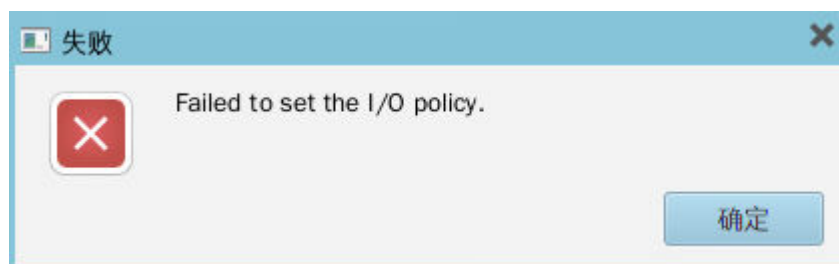 失败
Failed to set the I/O policy.
确定